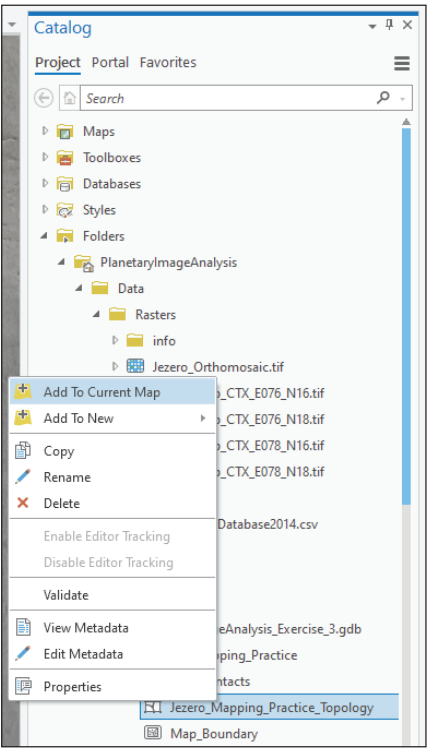 Catalog
Project Portal Favorites
Search
Maps
Toolboxes
Databases
Styles
Folders
PlanetaryImageAnalysis
Data
Rasters
info
Jezero_Orthomosaic.tif
Add To Current Map
_CTX_E076_N16.tif
Add To New
_CTX_E076_N18.tif
Copy
_CTX_E078_N16.tif
Rename
_CTX_E078_N18.tif
Delete
Database2014.csv
Enable Editor Tracking
Disable Editor Tracking
Validate
View Metadata
eAnalysis_Exercise_3.gdb
Edit Metadata
pping_Practice
Properties
ntacts
Jezero_Mapping_Practice_Topology
Map_Boundary